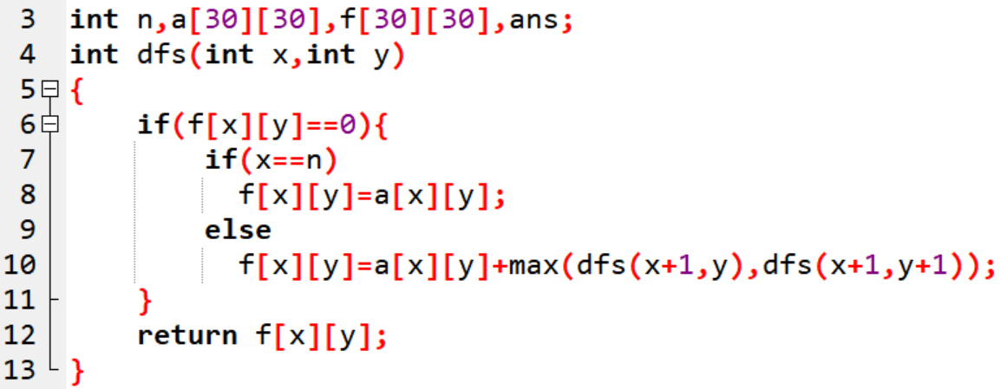 3 int n,a[30][30],f[30][30],ans;
4 int dfs(int x,int y)
5 {
6     if(f[x][y]==0){
7         if(x==n)
8           f[x][y]=a[x][y];
9         else
10           f[x][y]=a[x][y]+max(dfs(x+1,y),dfs(x+1,y+1));
11     }
12     return f[x][y];
13 }